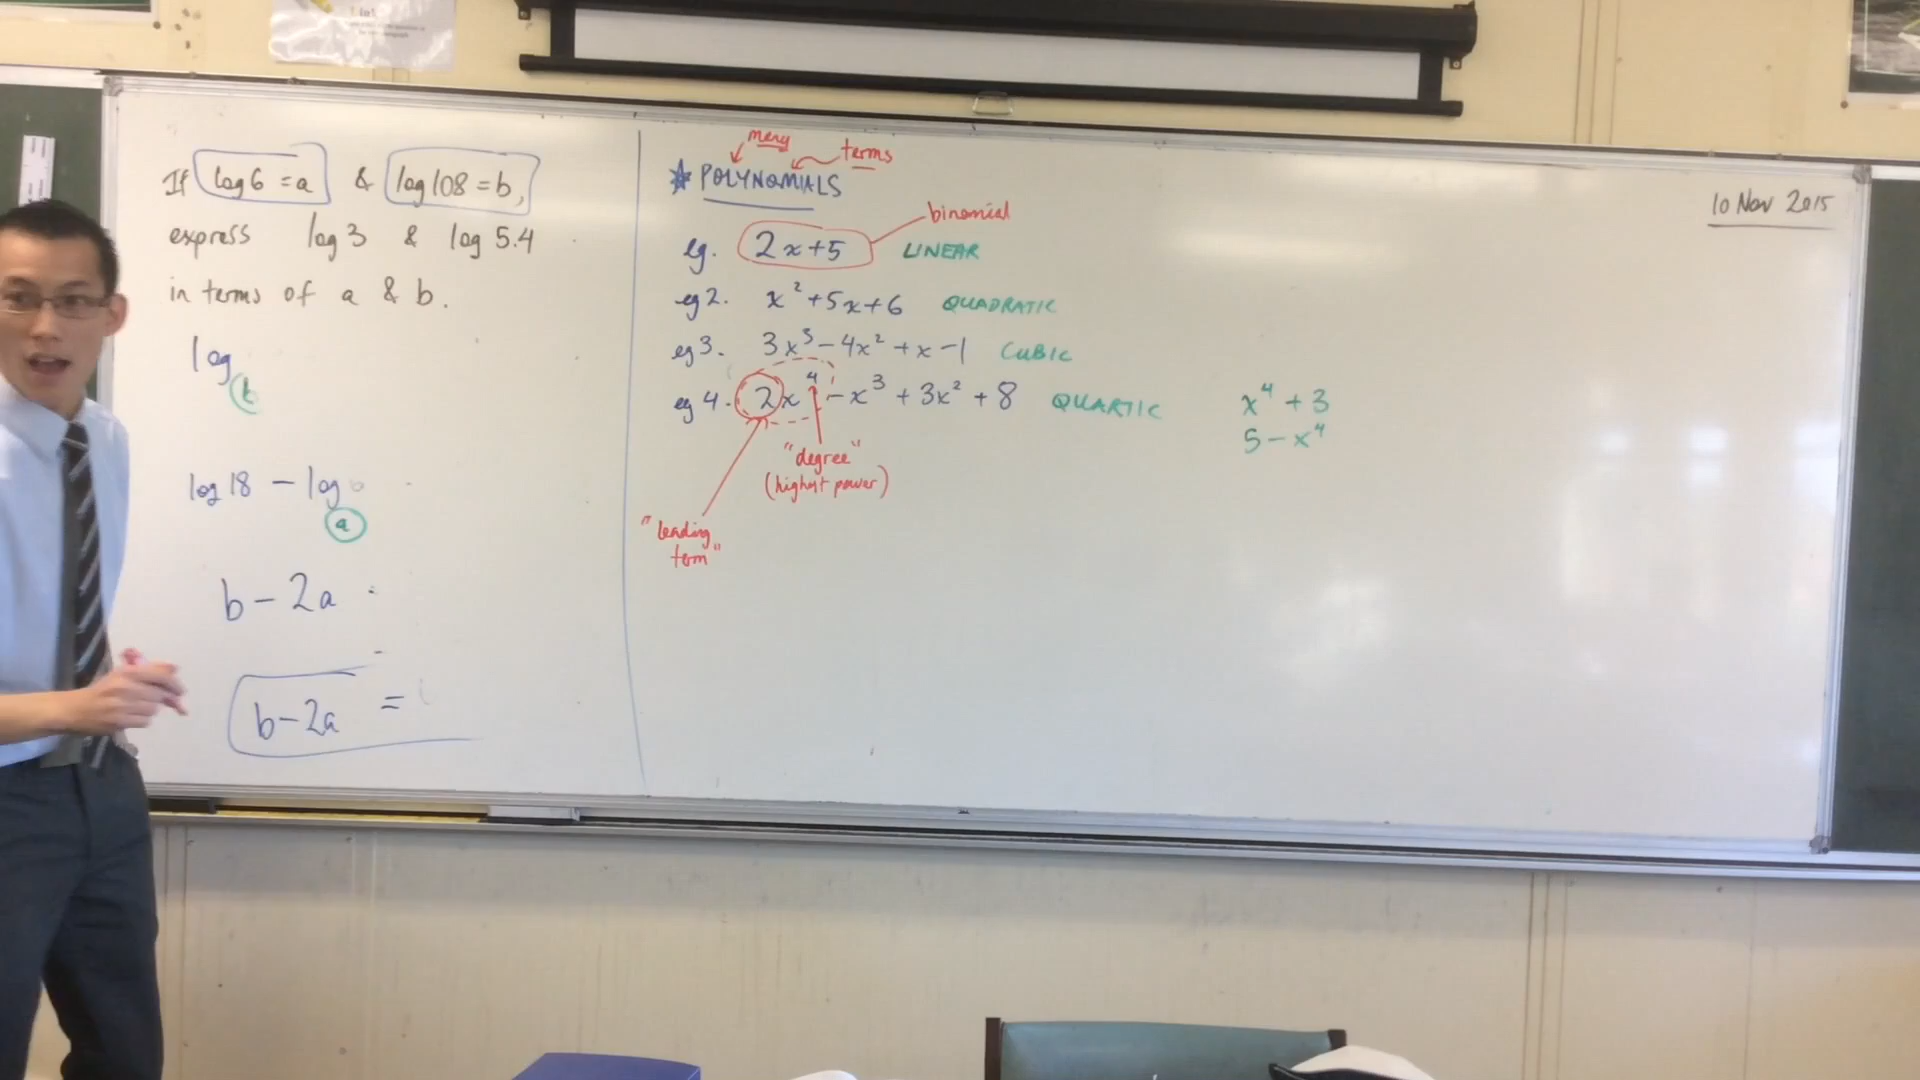 If log 6 = a & log 108 = b,
express log 3 & log 5.4
in terms of a & b.
log
b
log 18 − log
a
b − 2a
b − 2a =
many
terms
★ POLYNOMIALS
binomial
eg. 2x+5 LINEAR
eg 2. x² + 5x + 6 QUADRATIC
eg 3. 3x³ − 4x² + x − 1 CUBIC
eg 4. 2x⁴ − x³ + 3x² + 8 QUARTIC
"degree"
(highest power)
"leading
term"
x⁴ + 3
5 − x⁴
10 Nov 2015